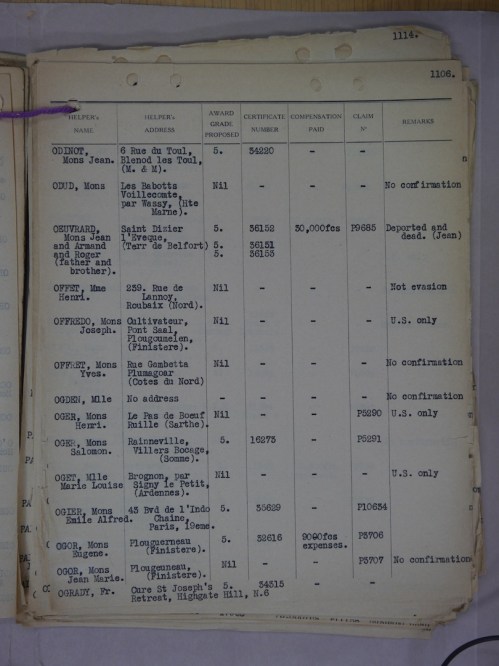 1114.
1106.
HELPER's NAME HELPER's ADDRESS AWARD GRADE PROPOSED CERTIFICATE NUMBER COMPENSATION PAID CLAIM Nº REMARKS
ODINOT, 6 Rue du Toul, 5. 34220 - -
Mons Jean. Blenod les Toul,
(M. & M).
ODUD, Mons Les Babotts Nil - - - No confirmation
Voillecomte,
par Wassy, (Hte
Marne).
OEUVRARD, Saint Dizier 5. 36152 30,000fcs P9685 Deported and
Mons Jean l'Eveque, dead. (Jean)
and Armand (Terr de Belfort) 5. 36151
and Roger 5. 36153
(father and
brother).
OFFET, Mme 239. Rue de Nil - - - Not evasion
Henri. Lannoy,
Roubaix (Nord).
OFFREDO, Mons Cultivateur, Nil - - - U.S. only
Joseph. Pont Saal,
Plougoumelen,
(Finistere).
OFFRET, Mons Rue Gambetta Nil - - - No confirmation
Yves. Plumagoar
(Cotes du Nord)
OGDEN, Mlle No address - - - - No confirmation
OGER, Mons Le Pas de Boeuf Nil - - P5290 U.S. only
Henri. Ruille (Sarthe).
OGER, Mons Rainneville, 5. 16273 - P5291
Salomon. Villers Bocage,
(Somme).
OGET, Mlle Brognon, par Nil - - - U.S. only
Marie Louise Signy le Petit,
(Ardennes).
OGIER, Mons 43 Bvd de l'Indo 5. 35629 - P10634
Emile Alfred. Chaine,
Paris, 19eme.
OGOR, Mons Plouguerneau 5. 32616 9090fcs P3706
Eugene. (Finistere). expenses.
OGOR, Mons Plougeuneau, Nil - - P3707 No confirmation
Jean Marie. (Finistere).
OGRADY, Fr. Cure St Joseph's 5. 34315 - - -
Retreat, Highgate Hill, N.6